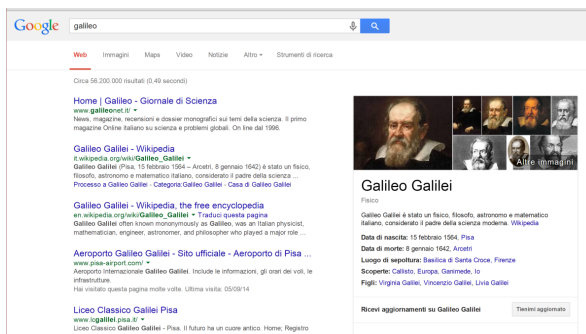 Google
galileo
Web Immagini Maps Video Notizie Altro Strumenti di ricerca
Circa 56.200.000 risultati (0,49 secondi)
Home | Galileo - Giornale di Scienza
www.galileonet.it/
News, magazine, recensioni e dossier monografici sui temi della scienza. Il primo
magazine Online italiano su scienza e problemi globali. On line dal 1996.
Galileo Galilei - Wikipedia
it.wikipedia.org/wiki/Galileo_Galilei
Galileo Galilei (Pisa, 15 febbraio 1564 – Arcetri, 8 gennaio 1642) è stato un fisico,
filosofo, astronomo e matematico italiano, considerato il padre della scienza ...
Processo a Galileo Galilei - Categoria:Galileo Galilei - Casa di Galileo Galilei
Galileo Galilei - Wikipedia, the free encyclopedia
en.wikipedia.org/wiki/Galileo_Galilei Traduci questa pagina
Galileo Galilei often known mononymously as Galileo, was an Italian physicist,
mathematician, engineer, astronomer, and philosopher who played a major role ...
Aeroporto Galileo Galilei - Sito ufficiale - Aeroporto di Pisa ...
www.pisa-airport.com/
Aeroporto Internazionale Galileo Galilei. Include le informazioni, gli orari dei voli, le
infrastrutture.
Hai visitato questa pagina molte volte. Ultima visita: 05/09/14
Liceo Classico Galileo Galilei Pisa
www.lcgalilei.pisa.it/
Liceo Classico Galileo Galilei - Pisa. Il futuro ha un cuore antico. Home; Registro
Altre immagini
Galileo Galilei
Fisico
Galileo Galilei è stato un fisico, filosofo, astronomo e matematico
italiano, considerato il padre della scienza moderna. Wikipedia
Data di nascita: 15 febbraio 1564, Pisa
Data di morte: 8 gennaio 1642, Arcetri
Luogo di sepoltura: Basilica di Santa Croce, Firenze
Scoperte: Callisto, Europa, Ganimede, Io
Figli: Virginia Galilei, Vincenzio Galilei, Livia Galilei
Ricevi aggiornamenti su Galileo Galilei Tienimi aggiornato